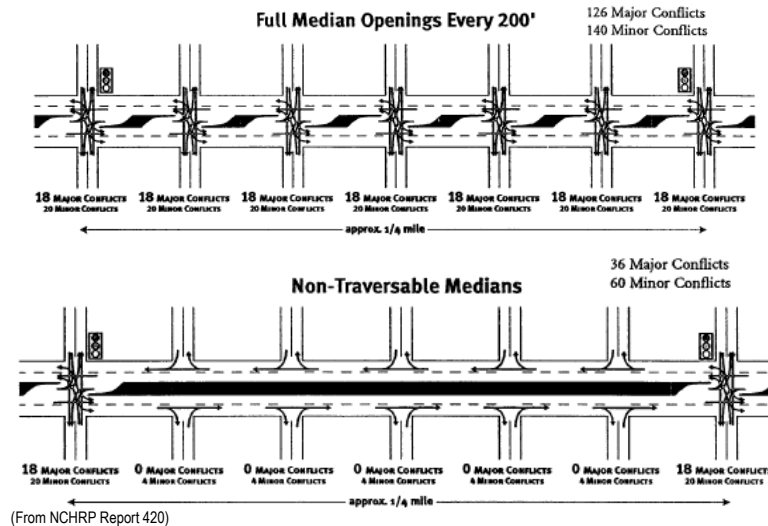 Full Median Openings Every 200'
126 Major Conflicts
140 Minor Conflicts
18 Major Conflicts 18 Major Conflicts 18 Major Conflicts 18 Major Conflicts 18 Major Conflicts 18 Major Conflicts 18 Major Conflicts
20 Minor Conflicts 20 Minor Conflicts 20 Minor Conflicts 20 Minor Conflicts 20 Minor Conflicts 20 Minor Conflicts 20 Minor Conflicts
approx. 1/4 mile
Non-Traversable Medians
36 Major Conflicts
60 Minor Conflicts
18 Major Conflicts 0 Major Conflicts 0 Major Conflicts 0 Major Conflicts 0 Major Conflicts 0 Major Conflicts 18 Major Conflicts
20 Minor Conflicts 4 Minor Conflicts 4 Minor Conflicts 4 Minor Conflicts 4 Minor Conflicts 4 Minor Conflicts 20 Minor Conflicts
approx. 1/4 mile
(From NCHRP Report 420)